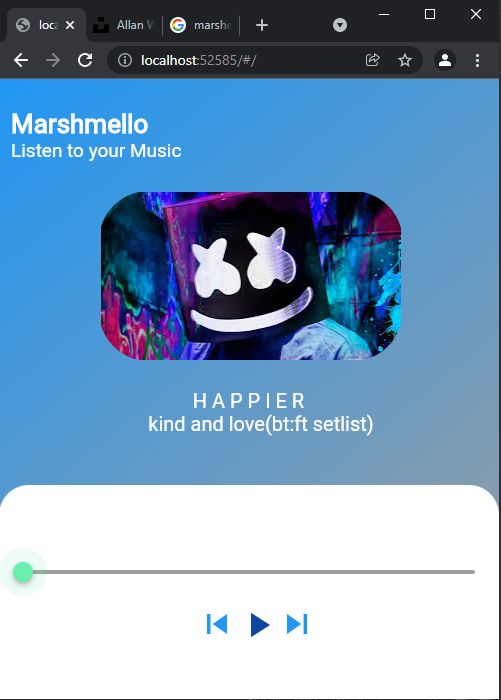 loca
Allan W
marshe
localhost:52585/#/
Marshmello
Listen to your Music
HAPPIER
kind and love(bt:ft setlist)